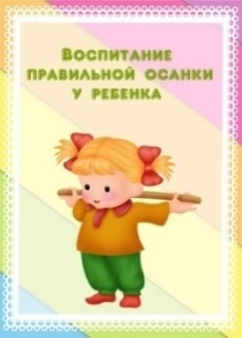 Воспитание
правильной осанки
у ребенка